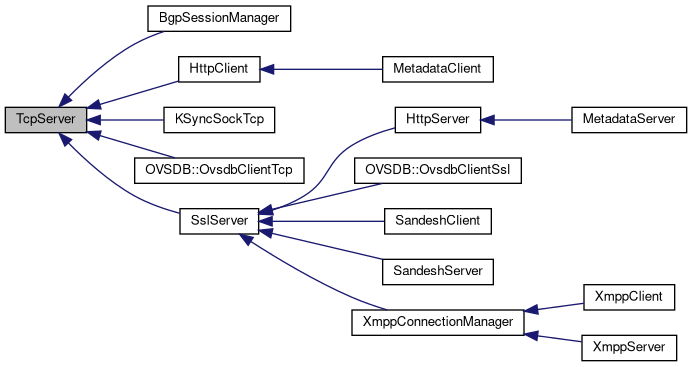 BgpSessionManager
HttpClient
MetadataClient
TcpServer
KSyncSockTcp
HttpServer
MetadataServer
OVSDB::OvsdbClientTcp
OVSDB::OvsdbClientSsl
SslServer
SandeshClient
SandeshServer
XmppConnectionManager
XmppClient
XmppServer